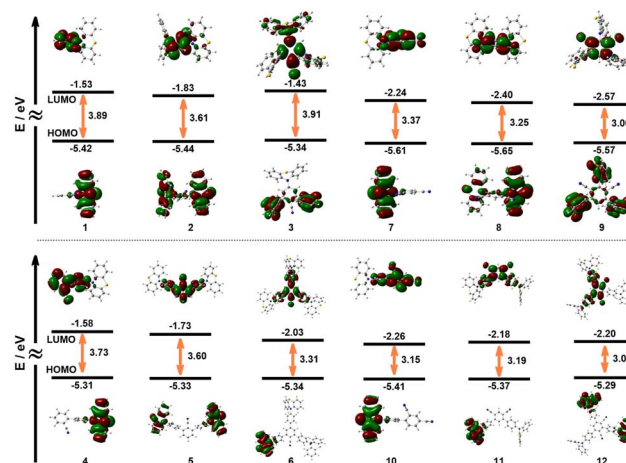 -1.53 -1.83 -1.43 -2.24 -2.40 -2.57
LUMO
E / eV
3.89 3.61 3.91 3.37 3.25 3.0
HOMO
-5.42 -5.44 -5.34 -5.61 -5.65 -5.57
1 2 3 7 8 9
-1.58 -1.73 -2.03 -2.26 -2.18 -2.20
LUMO
E / eV
3.73 3.60 3.31 3.15 3.19 3.0
HOMO
-5.31 -5.33 -5.34 -5.41 -5.37 -5.29
4 5 6 10 11 12